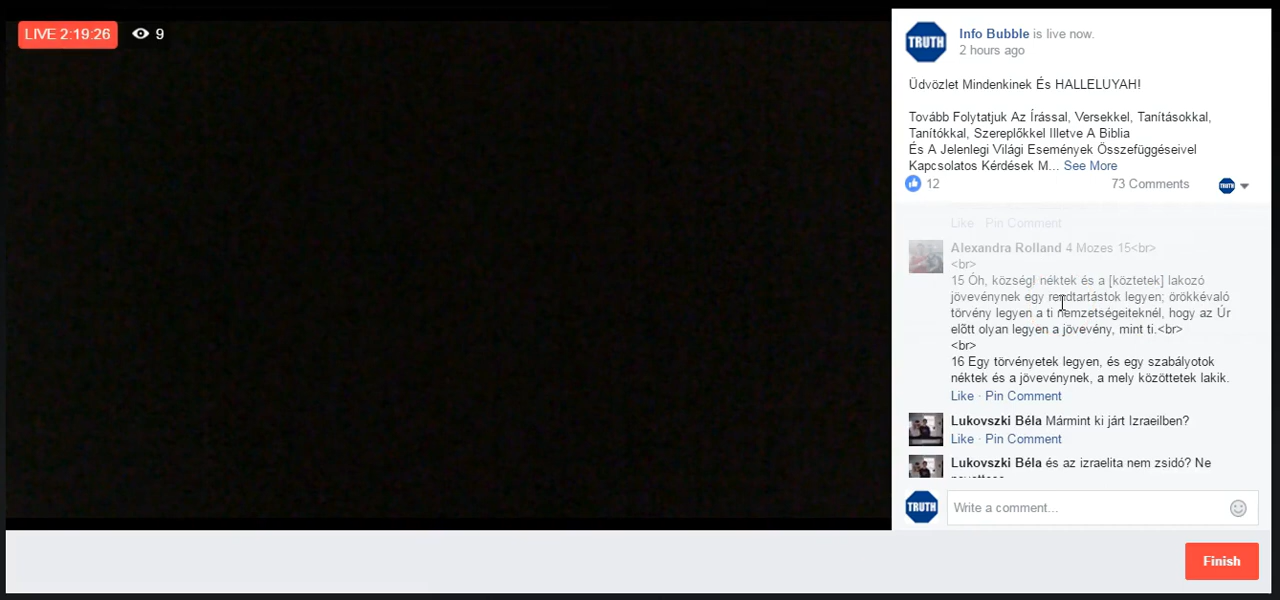 LIVE 2:19:26
9
TRUTH
Info Bubble is live now.
2 hours ago
Üdvözlet Mindenkinek És HALLELUYAH!
Tovább Folytatjuk Az Írással, Versekkel, Tanításokkal,
Tanítókkal, Szereplőkkel Illetve A Biblia
És A Jelenlegi Világi Események Összefüggéseivel
Kapcsolatos Kérdések M... See More
12
73 Comments
TRUTH
Like · Pin Comment
Alexandra Rolland 4 Mozes 15<br>
<br>
15 Óh, község! néktek és a [köztetek] lakozó
jövevénynek egy rendtartástok legyen; örökkévaló
törvény legyen a ti nemzetségeiteknél, hogy az Úr
elõtt olyan legyen a jövevény, mint ti.<br>
<br>
16 Egy törvényetek legyen, és egy szabályotok
néktek és a jövevénynek, a mely közöttetek lakik.
Like · Pin Comment
Lukovszki Béla Mármint ki járt Izraeilben?
Like · Pin Comment
Lukovszki Béla és az izraelita nem zsidó? Ne
TRUTH
Write a comment...
Finish